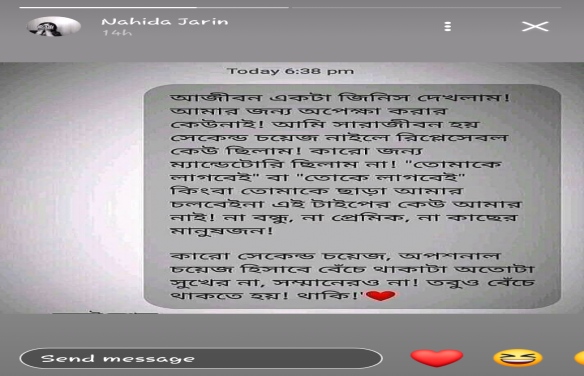 Nahida Jarin
14h
Today 6:38 pm
আজীবন একটা জিনিস দেখলাম!
আমার জন্য অপেক্ষা করার
কেউনাই! আমি সারাজীবন হয়
সেকেন্ড চয়েজ নাইলে রিপ্লেসেবল
কেউ ছিলাম! কারো জন্য
ম্যান্ডেটোরি ছিলাম না! "তোমাকে
লাগবেই" বা "তোকে লাগবেই"
কিংবা তোমাকে ছাড়া আমার
চলবেইনা এই টাইপের কেউ আমার
নাই! না বন্ধু, না প্রেমিক, না কাছের
মানুষজন!
কারো সেকেন্ড চয়েজ, অপশনাল
চয়েজ হিসাবে বেঁচে থাকাটা অতোটা
সুখের না, সম্মানেরও না! তবুও বেঁচে
থাকতে হয়! থাকি!'❤️
Send message